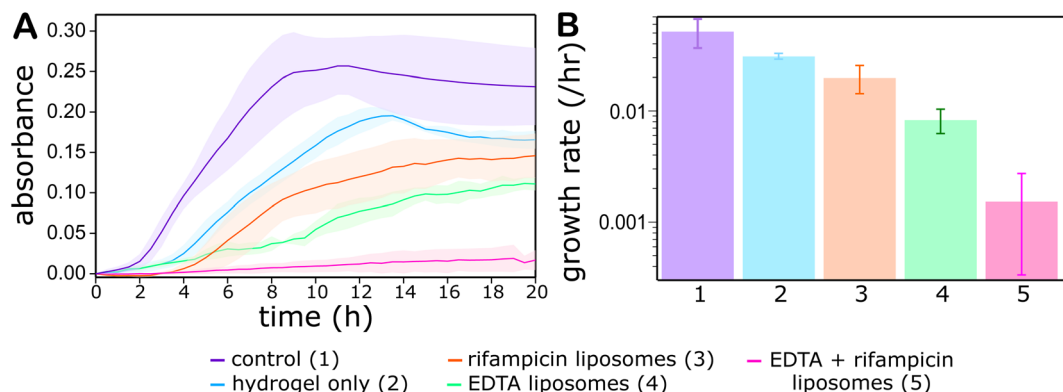 A
B
absorbance
0.30
0.25
0.20
0.15
0.10
0.05
0.00
0 2 4 6 8 10 11 14 16 18 20
time (h)
growth rate (/hr)
0.01
0.001
1 2 3 4 5
control (1)
rifampicin liposomes (3)
EDTA + rifampicin
hydrogel only (2)
EDTA liposomes (4)
liposomes (5)